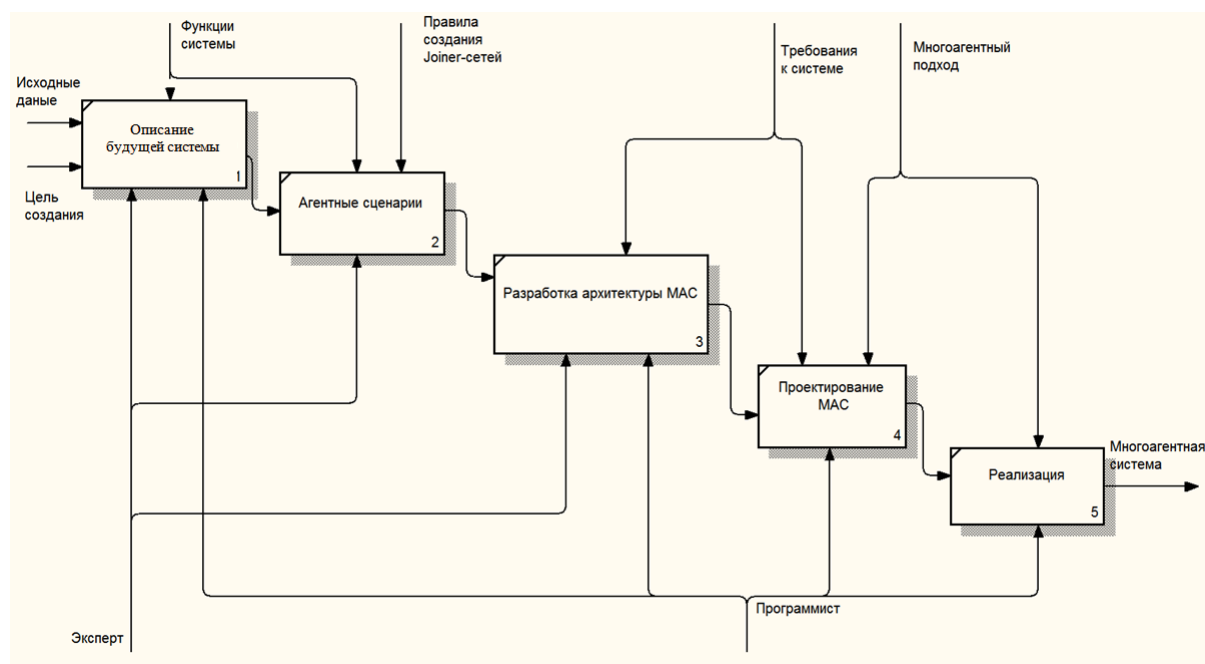 Функции
системы
Правила
создания
Joiner-сетей
Требования
к системе
Многоагентный
подход
Исходные
даные
Описание
будущей системы
1
Цель
создания
Агентные сценарии
2
Разработка архитектуры МАС
3
Проектирование
МАС
4
Реализация
5
Многоагентная
система
Программист
Эксперт